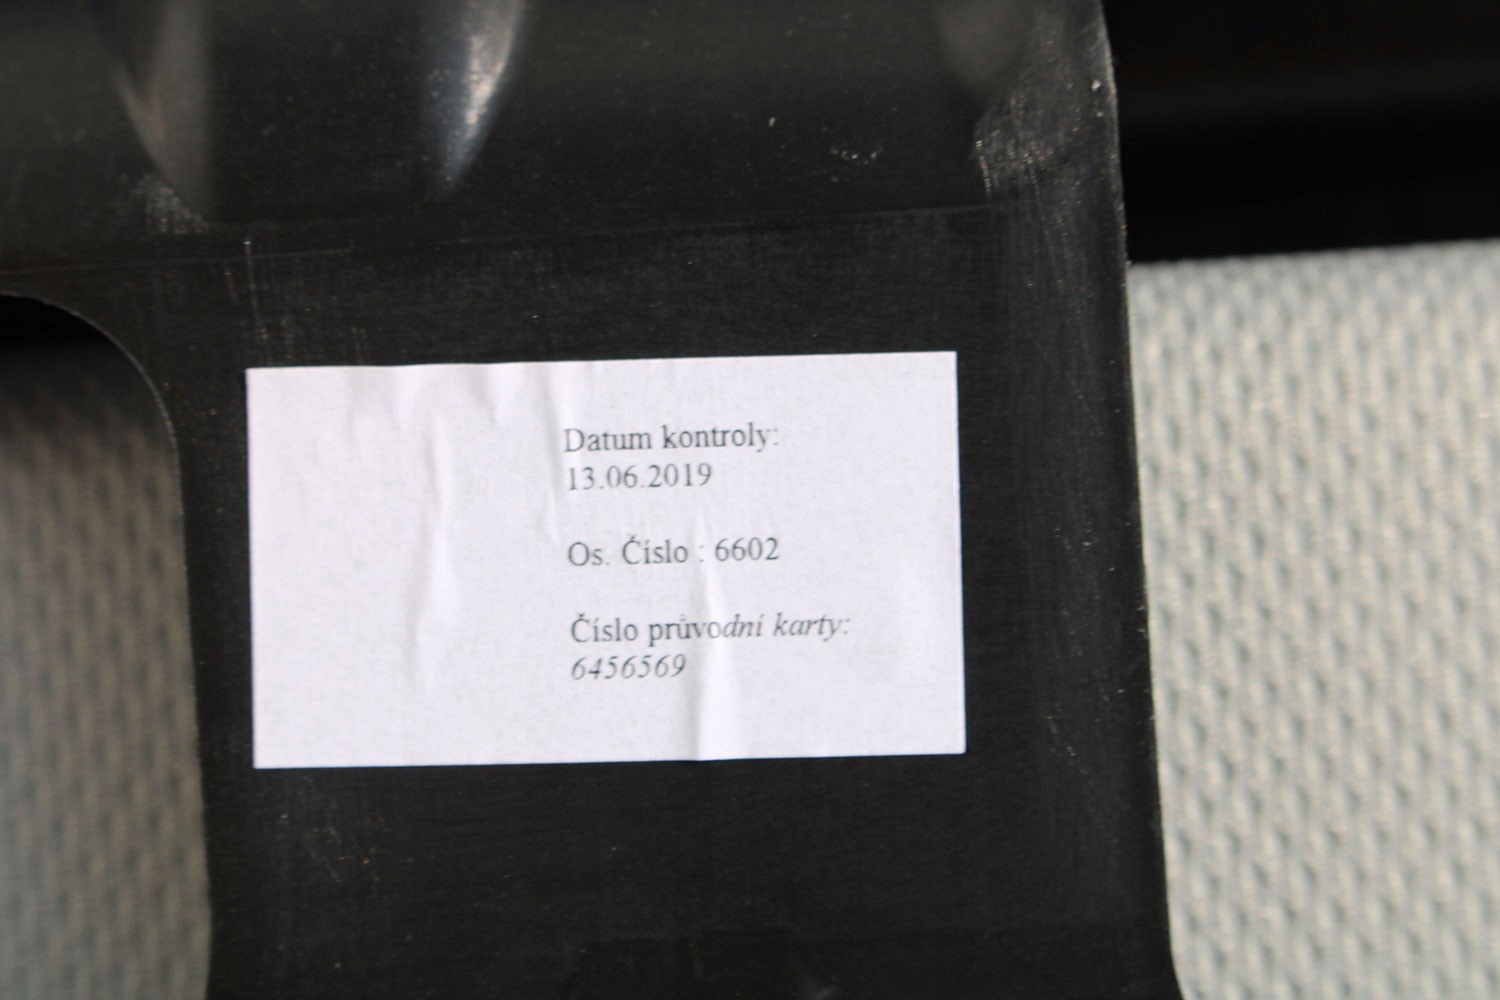 Datum kontroly:
13.06.2019
Os. Číslo : 6602
Číslo průvodní karty:
6456569